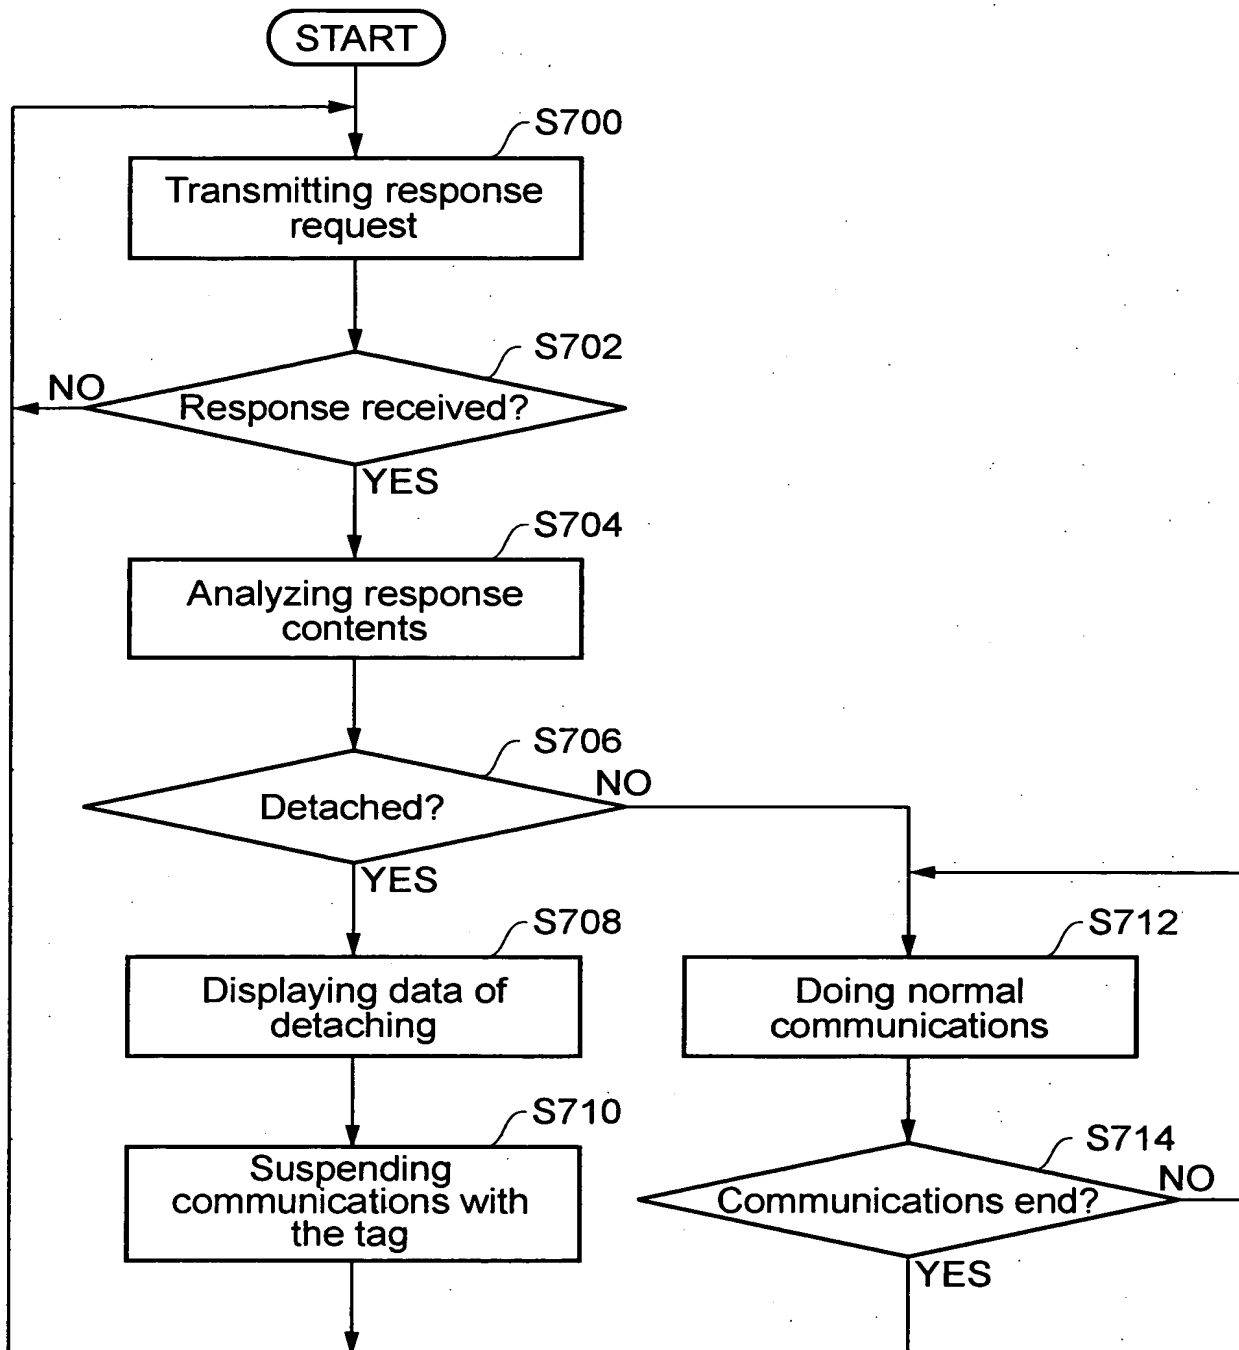 START
S700
Transmitting response
request
S702
NO
Response received?
YES
S704
Analyzing response
contents
S706
NO
Detached?
YES
S708
Displaying data of
detaching
S712
Doing normal
communications
S710
Suspending
communications with
the tag
S714
NO
Communications end?
YES